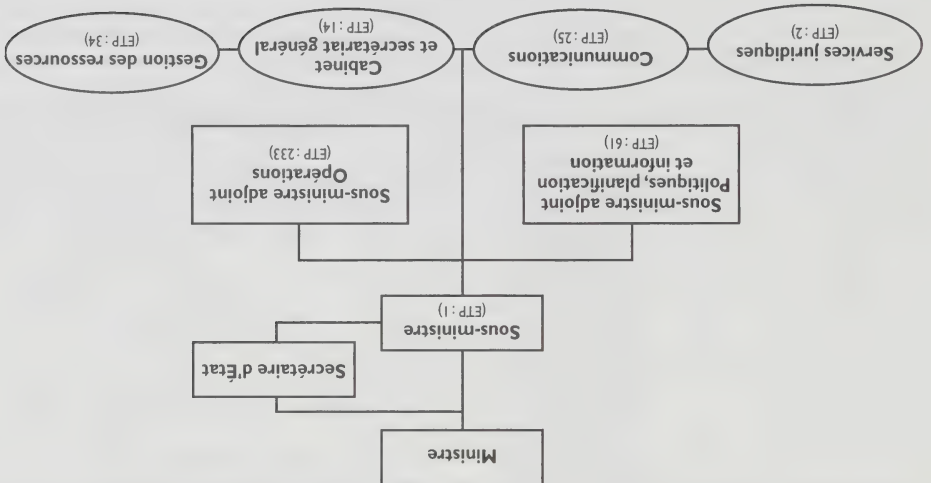 Ministre
Secrétaire d'État
Sous-ministre
(ETP : 1)
Sous-ministre adjoint
Politiques, planification
et information
(ETP : 61)
Sous-ministre adjoint
Opérations
(ETP : 233)
Services juridiques
(ETP : 2)
Communications
(ETP : 25)
Cabinet
et secrétariat général
(ETP : 14)
Gestion des ressources
(ETP : 34)